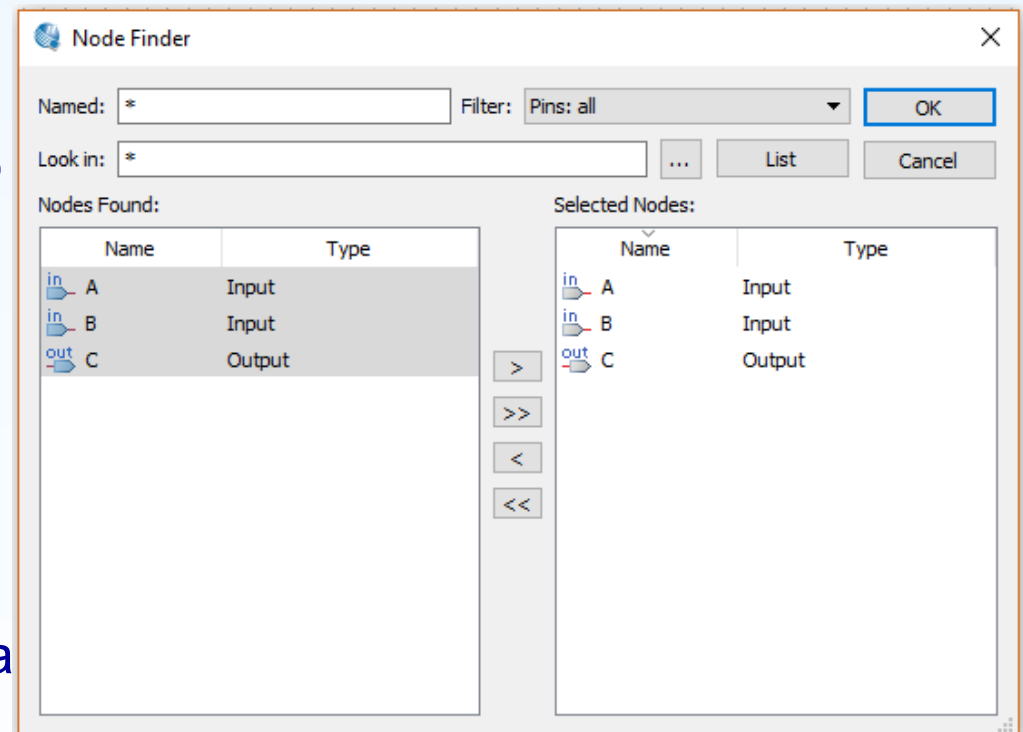 Node Finder
Named: * Filter: Pins: all OK
Look in: * ... List Cancel
Nodes Found: Selected Nodes:
Name Type Name Type
in A Input in A Input
in B Input in B Input
out C Output out C Output
>
>>
<
<<
a